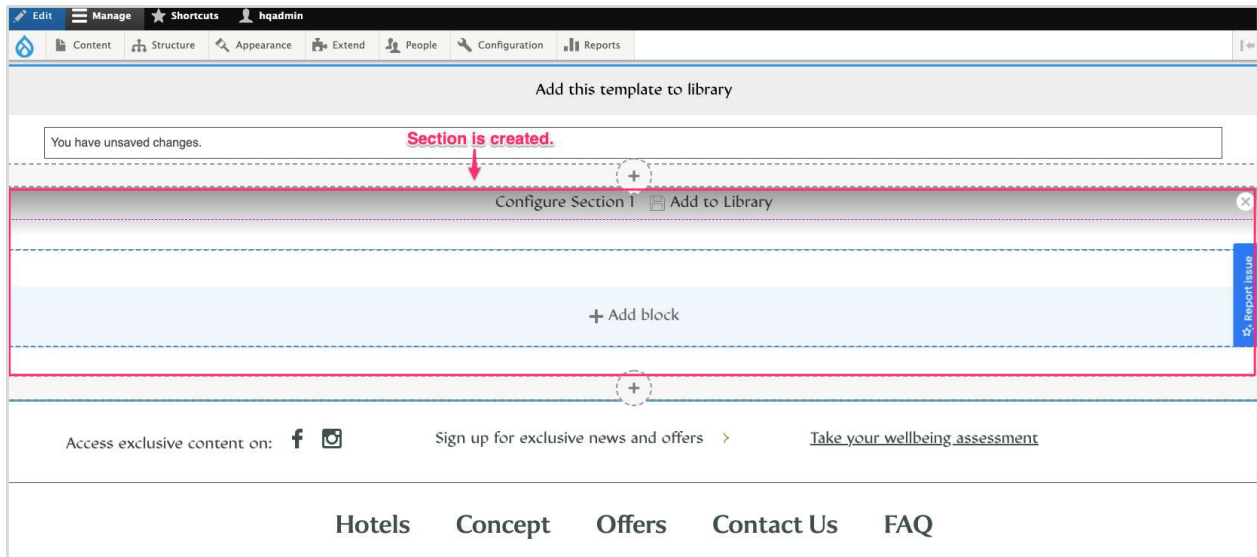 Edit Manage Shortcuts hqadmin
Content Structure Appearance Extend People Configuration Reports
Add this template to library
You have unsaved changes.
Section is created.
+
Configure Section 1 Add to Library
Report issue
+ Add block
+
Access exclusive content on: Sign up for exclusive news and offers > Take your wellbeing assessment
Hotels Concept Offers Contact Us FAQ